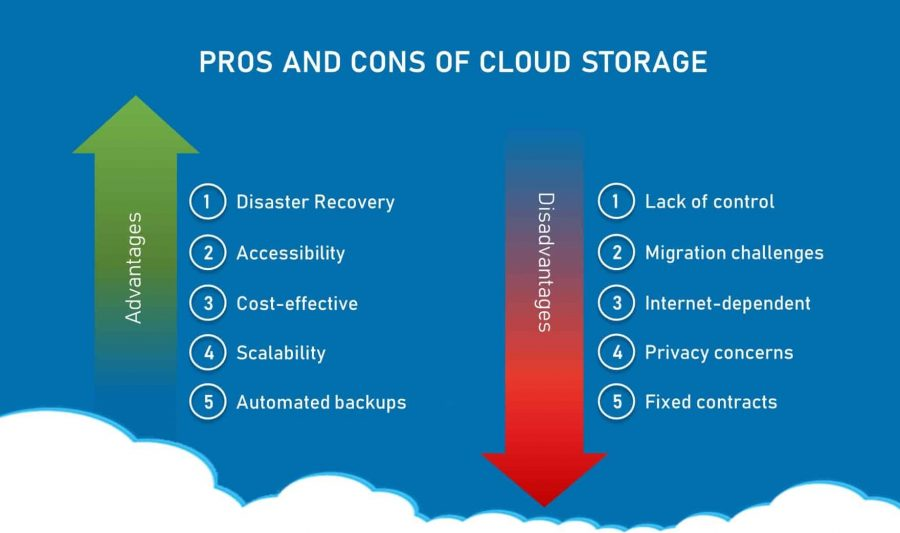 PROS AND CONS OF CLOUD STORAGE
Advantages
1 Disaster Recovery
2 Accessibility
3 Cost-effective
4 Scalability
5 Automated backups
Disadvantages
1 Lack of control
2 Migration challenges
3 Internet-dependent
4 Privacy concerns
5 Fixed contracts